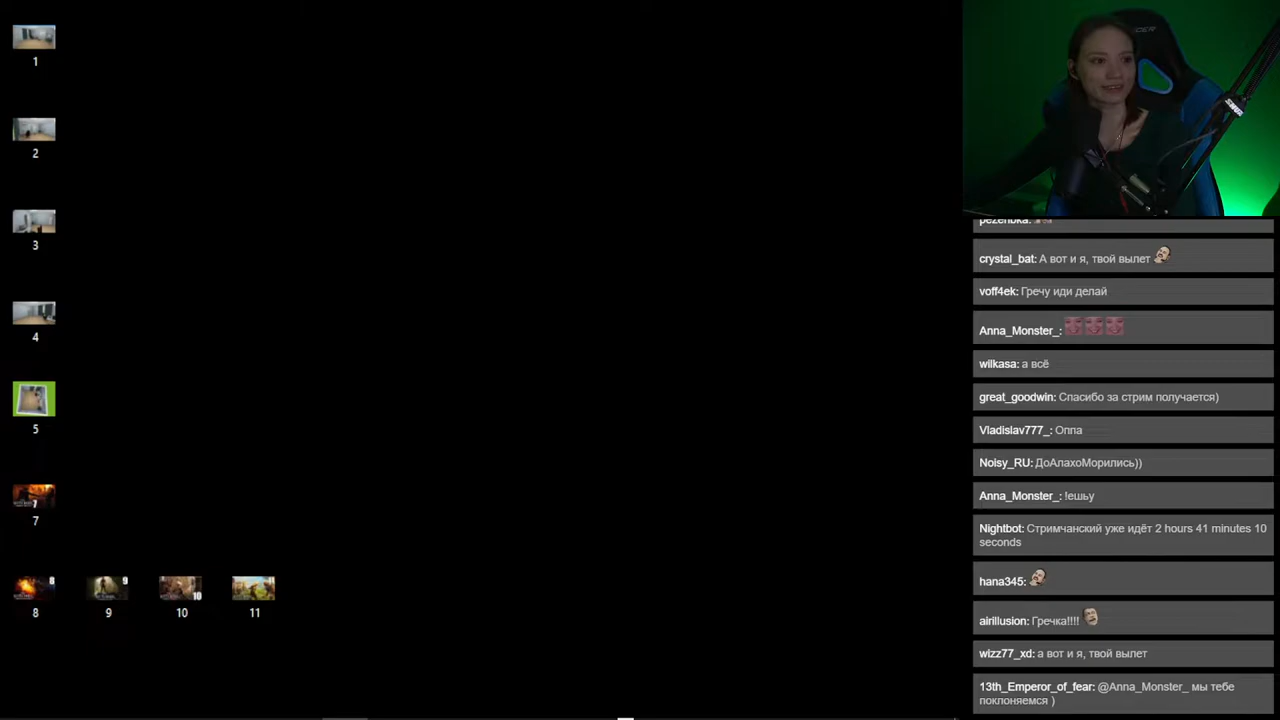 1
2
3
4
5
7
8 9 10 11
crystal_bat: А вот и я, твой вылет
voff4ek: Гречу иди делай
Anna_Monster_:
wilkasa: а всё
great_goodwin: Спасибо за стрим получается)
Vladislav777_: Оппа
Noisy_RU: ДоАлахоМорились))
Anna_Monster_: !ешьу
Nightbot: Стримчанский уже идёт 2 hours 41 minutes 10
seconds
hana345:
airillusion: Гречка!!!!
wizz77_xd: а вот и я, твой вылет
13th_Emperor_of_fear: @Anna_Monster_ мы тебе
поклоняемся )